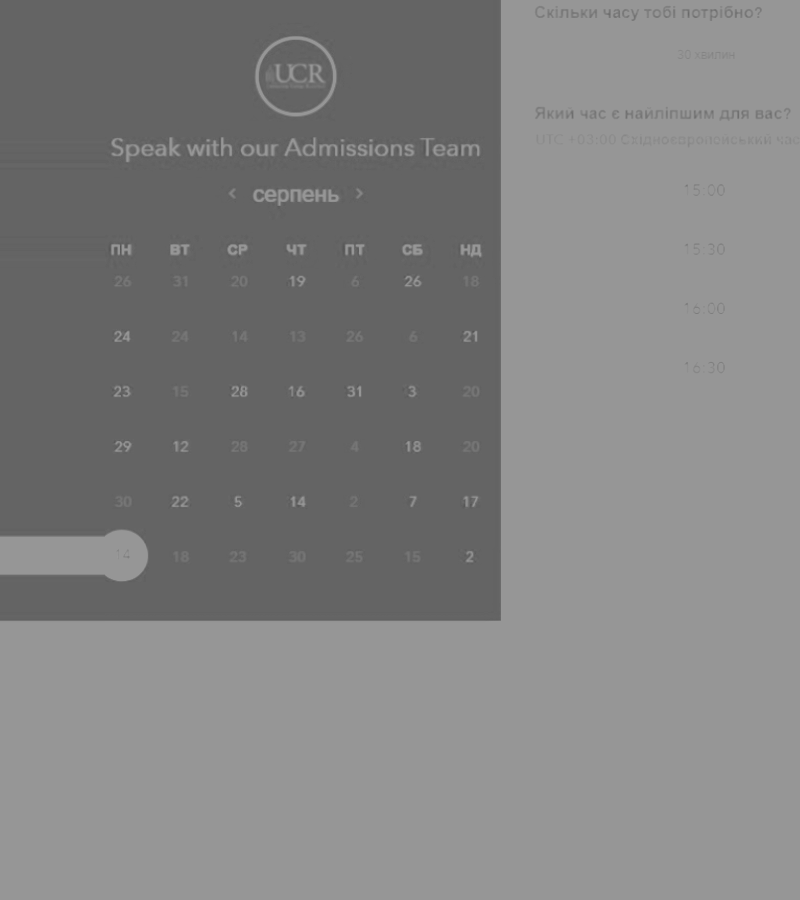 UCR
Speak with our Admissions Team
‹ серпень ›
ПН ВТ СР ЧТ ПТ СБ НД
26 31 20 19 6 26 18
24 24 14 13 26 6 21
23 15 28 16 31 3 20
29 12 28 27 4 18 20
30 22 5 14 2 7 17
14 18 23 30 25 15 2
Скільки часу тобі потрібно?
30 хвилин
Який час є найліпшим для вас?
UTC +03:00 Східноєвропейський час
15:00
15:30
16:00
16:30